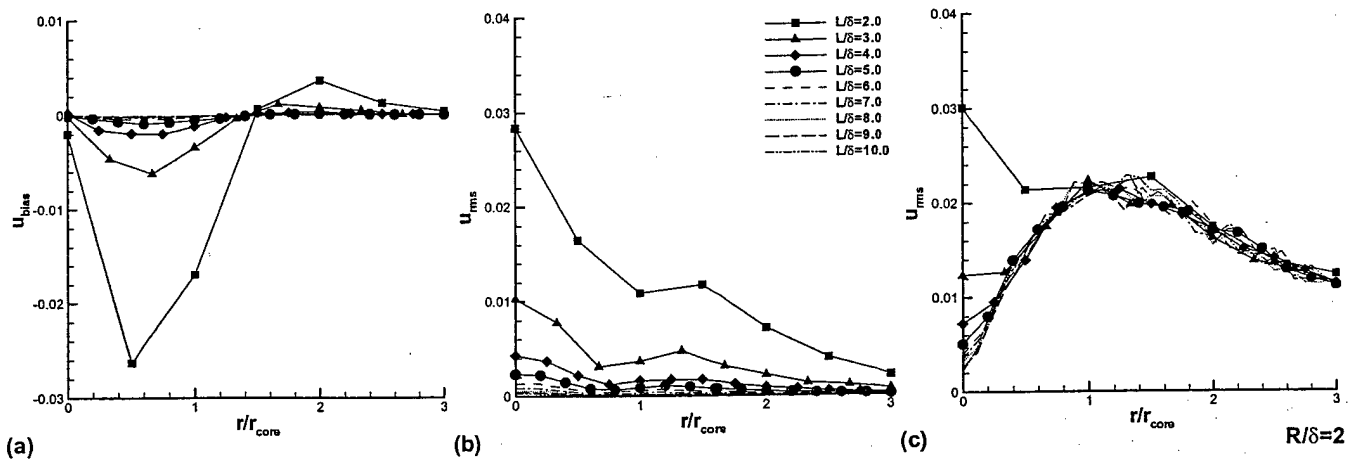 0.01
0
-0.01
-0.02
-0.03
u_bias
0 1 2 3
r/r_core
(a)
0.04
0.03
0.02
0.01
0
u_rms
0 1 2 3
r/r_core
(b)
L/δ=2.0
L/δ=3.0
L/δ=4.0
L/δ=5.0
L/δ=6.0
L/δ=7.0
L/δ=8.0
L/δ=9.0
L/δ=10.0
0.04
0.03
0.02
0.01
0
u_rms
0 1 2 3
r/r_core
(c)
R/δ=2